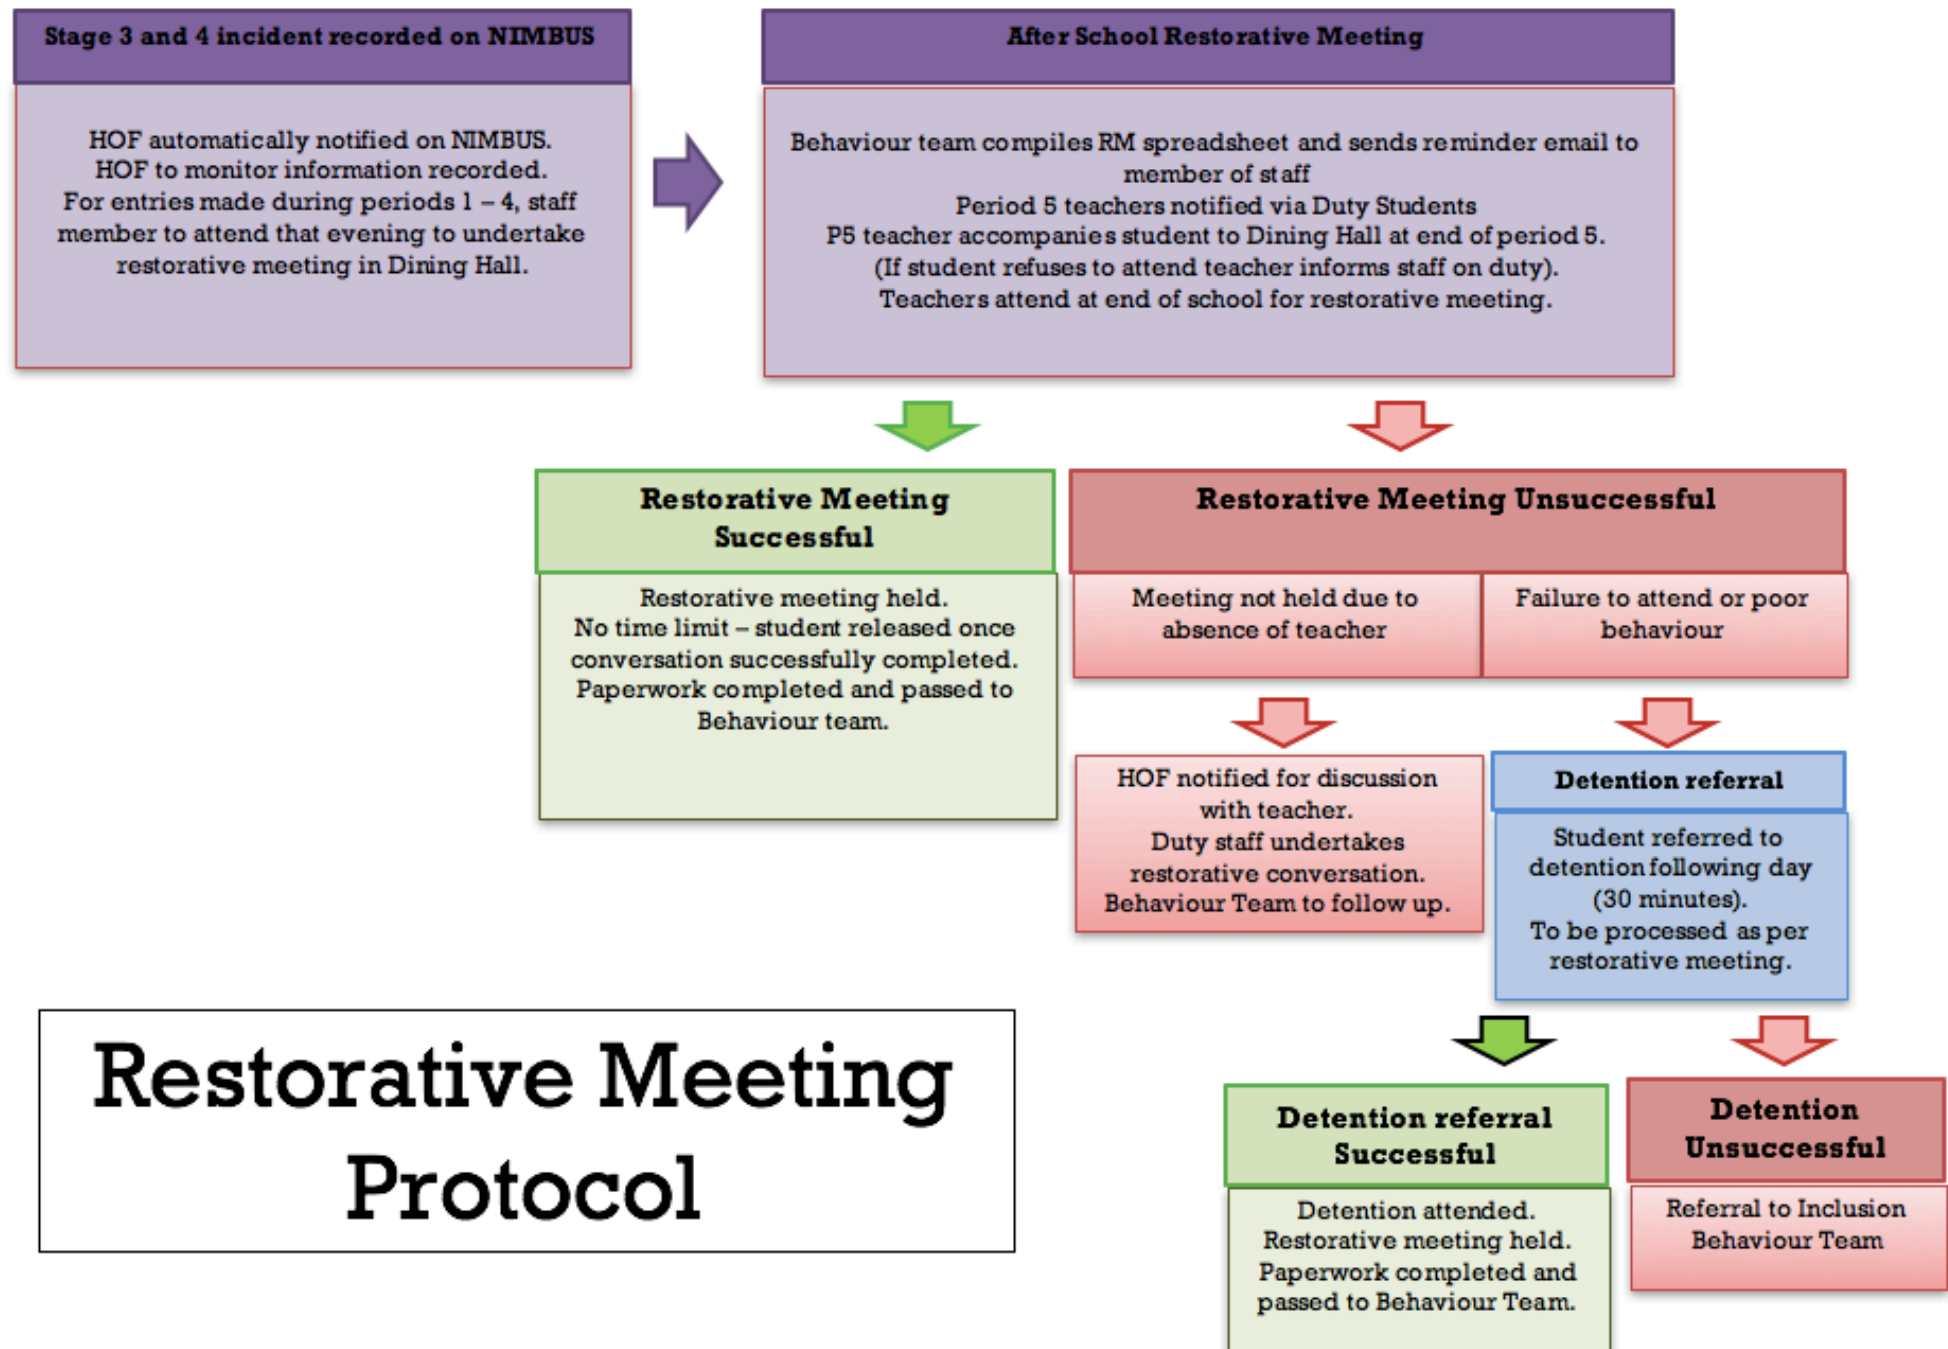 Stage 3 and 4 incident recorded on NIMBUS
HOF automatically notified on NIMBUS.
HOF to monitor information recorded.
For entries made during periods 1 – 4, staff
member to attend that evening to undertake
restorative meeting in Dining Hall.
After School Restorative Meeting
Behaviour team compiles RM spreadsheet and sends reminder email to
member of staff
Period 5 teachers notified via Duty Students
P5 teacher accompanies student to Dining Hall at end of period 5.
(If student refuses to attend teacher informs staff on duty).
Teachers attend at end of school for restorative meeting.
Restorative Meeting
Successful
Restorative meeting held.
No time limit – student released once
conversation successfully completed.
Paperwork completed and passed to
Behaviour team.
Restorative Meeting Unsuccessful
Meeting not held due to
absence of teacher
Failure to attend or poor
behaviour
HOF notified for discussion
with teacher.
Duty staff undertakes
restorative conversation.
Behaviour Team to follow up.
Detention referral
Student referred to
detention following day
(30 minutes).
To be processed as per
restorative meeting.
Detention referral
Successful
Detention attended.
Restorative meeting held.
Paperwork completed and
passed to Behaviour Team.
Detention
Unsuccessful
Referral to Inclusion
Behaviour Team
Restorative Meeting
Protocol